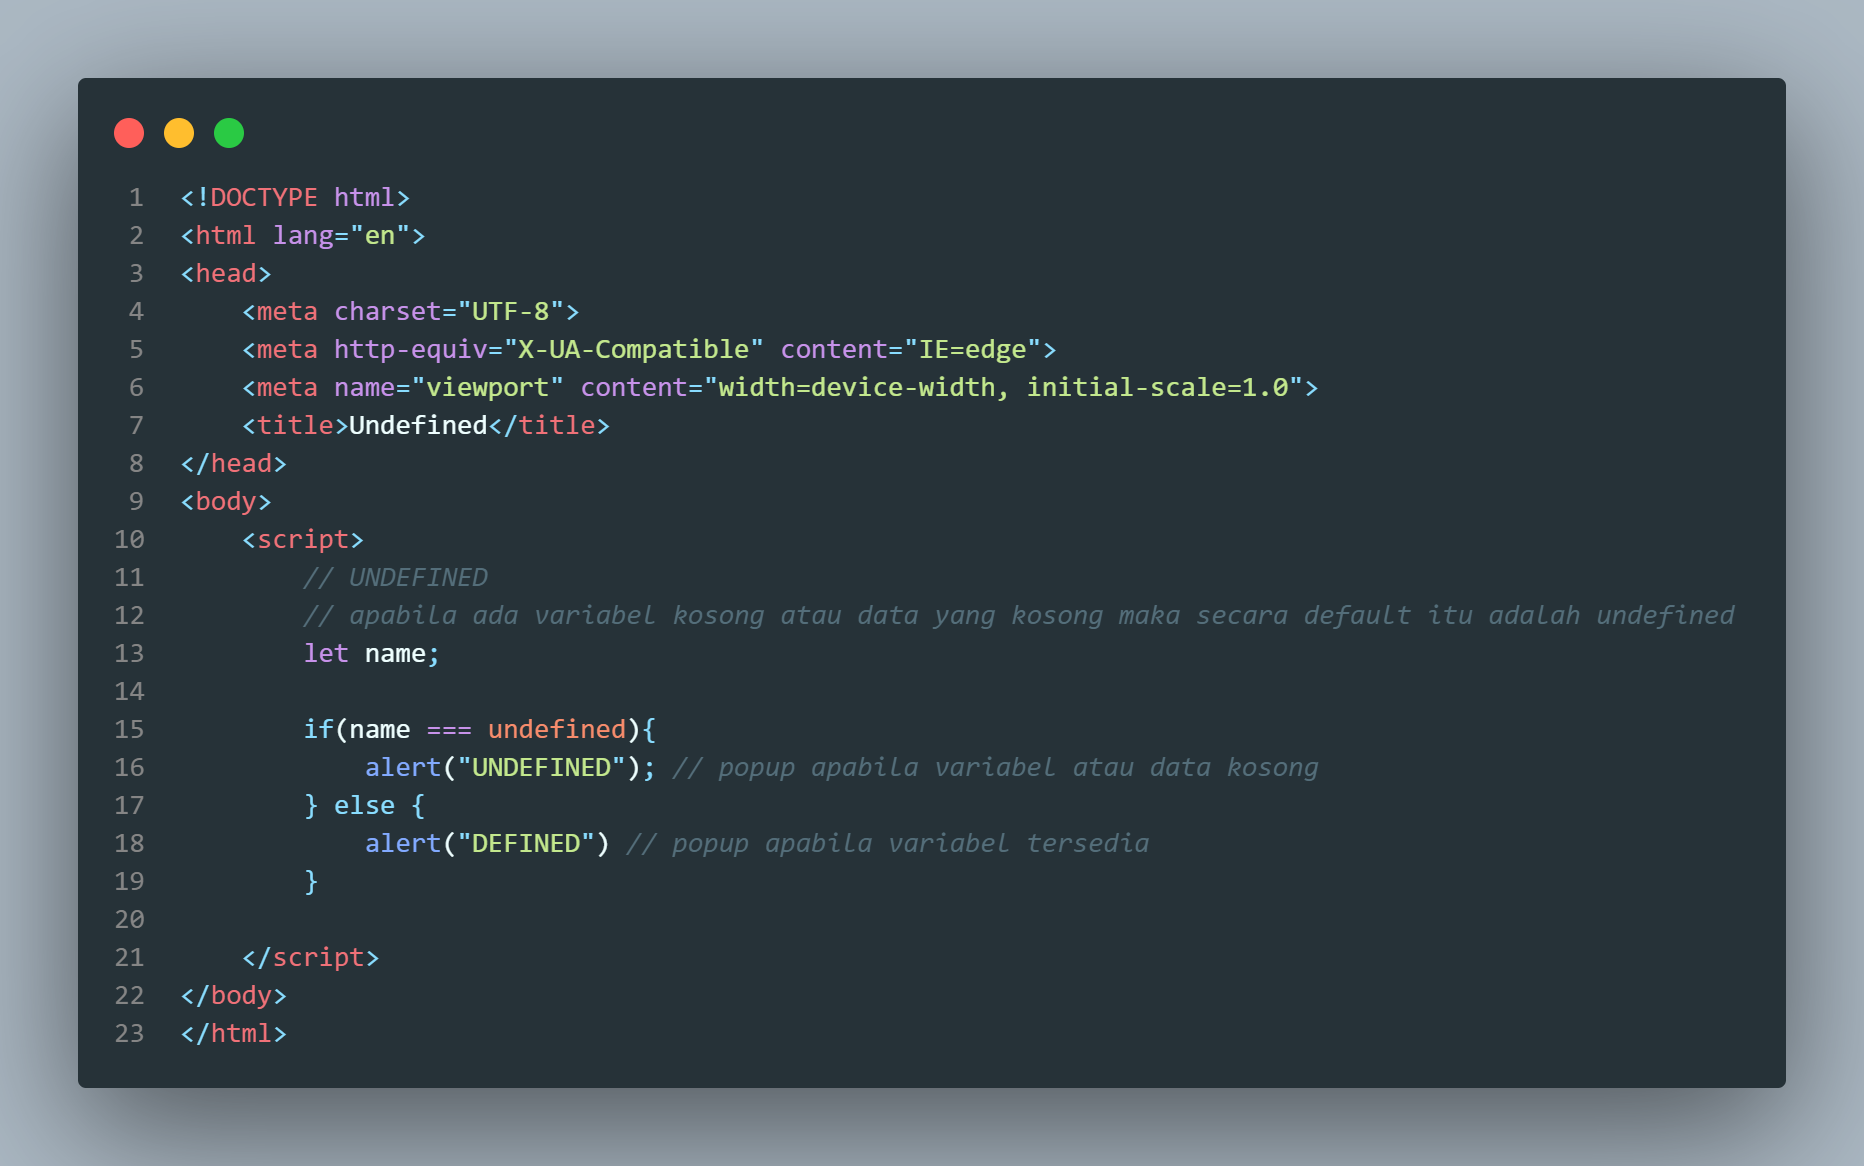 1 <!DOCTYPE html>
2 <html lang="en">
3 <head>
4     <meta charset="UTF-8">
5     <meta http-equiv="X-UA-Compatible" content="IE=edge">
6     <meta name="viewport" content="width=device-width, initial-scale=1.0">
7     <title>Undefined</title>
8 </head>
9 <body>
10     <script>
11         // UNDEFINED
12         // apabila ada variabel kosong atau data yang kosong maka secara default itu adalah undefined
13         let name;
14
15         if(name === undefined){
16             alert("UNDEFINED"); // popup apabila variabel atau data kosong
17         } else {
18             alert("DEFINED") // popup apabila variabel tersedia
19         }
20
21     </script>
22 </body>
23 </html>